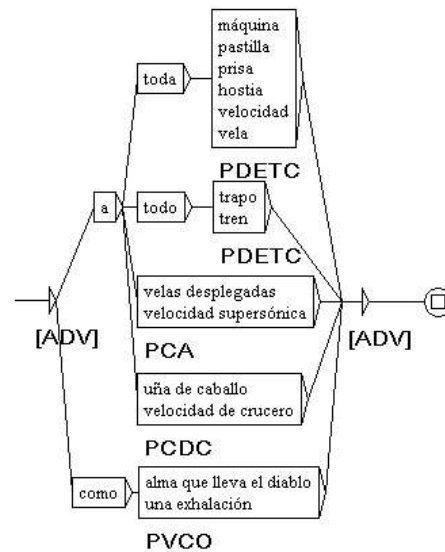 máquina
pastilla
prisa
hostia
velocidad
vela
toda
PDETC
a
todo
trapo
tren
PDETC
velas desplegadas
velocidad supersónica
[ADV]
[ADV]
PCA
uña de caballo
velocidad de crucero
PCDC
como
alma que lleva el diablo
una exhalación
PVCO